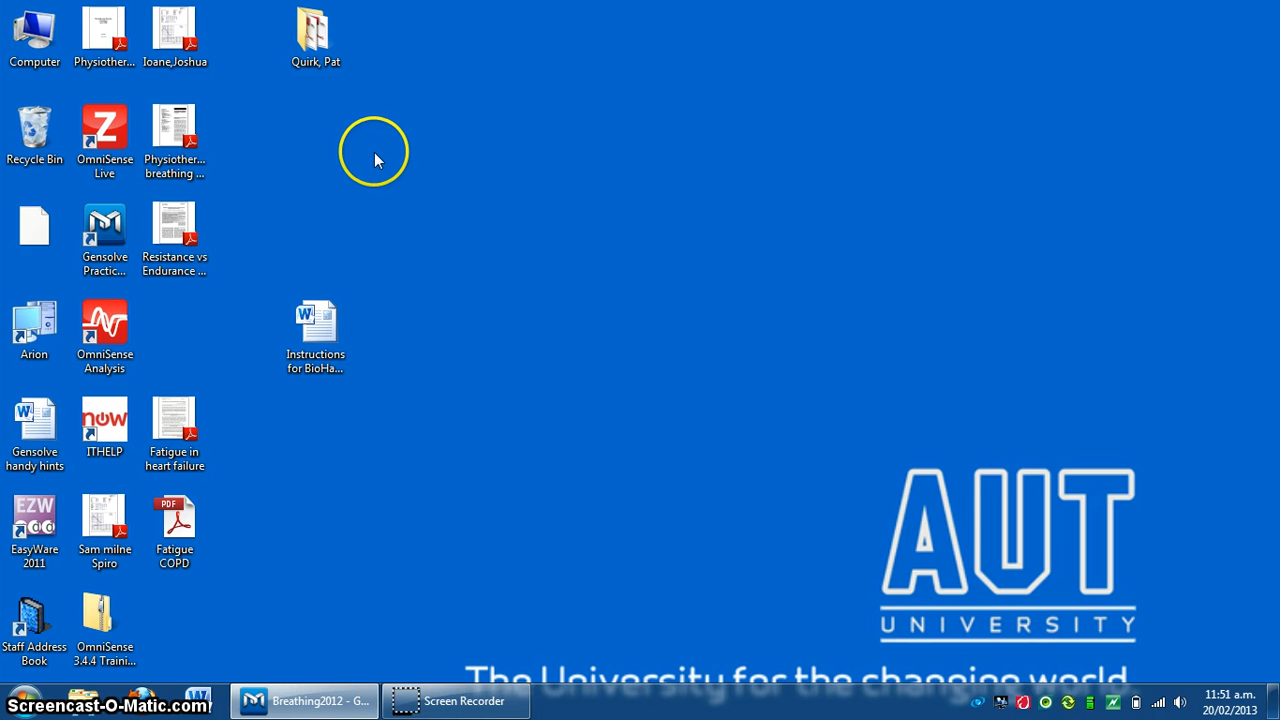 Computer
Physiother...
Ioane,Joshua
Quirk, Pat
Recycle Bin
OmniSense
Live
Physiother...
breathing ...
Gensolve
Practic...
Resistance vs
Endurance ...
Arion
OmniSense
Analysis
Instructions
for BioHa...
Gensolve
handy hints
now
ITHELP
Fatigue in
heart failure
EZW
EasyWare
2011
Sam milne
Spiro
PDF
Fatigue
COPD
Staff Address
Book
OmniSense
3.4.4 Traini...
AUT
UNIVERSITY
The University for the changing world
Screencast-O-Matic.com
Breathing2012 - G...
Screen Recorder
11:51 a.m.
20/02/2013